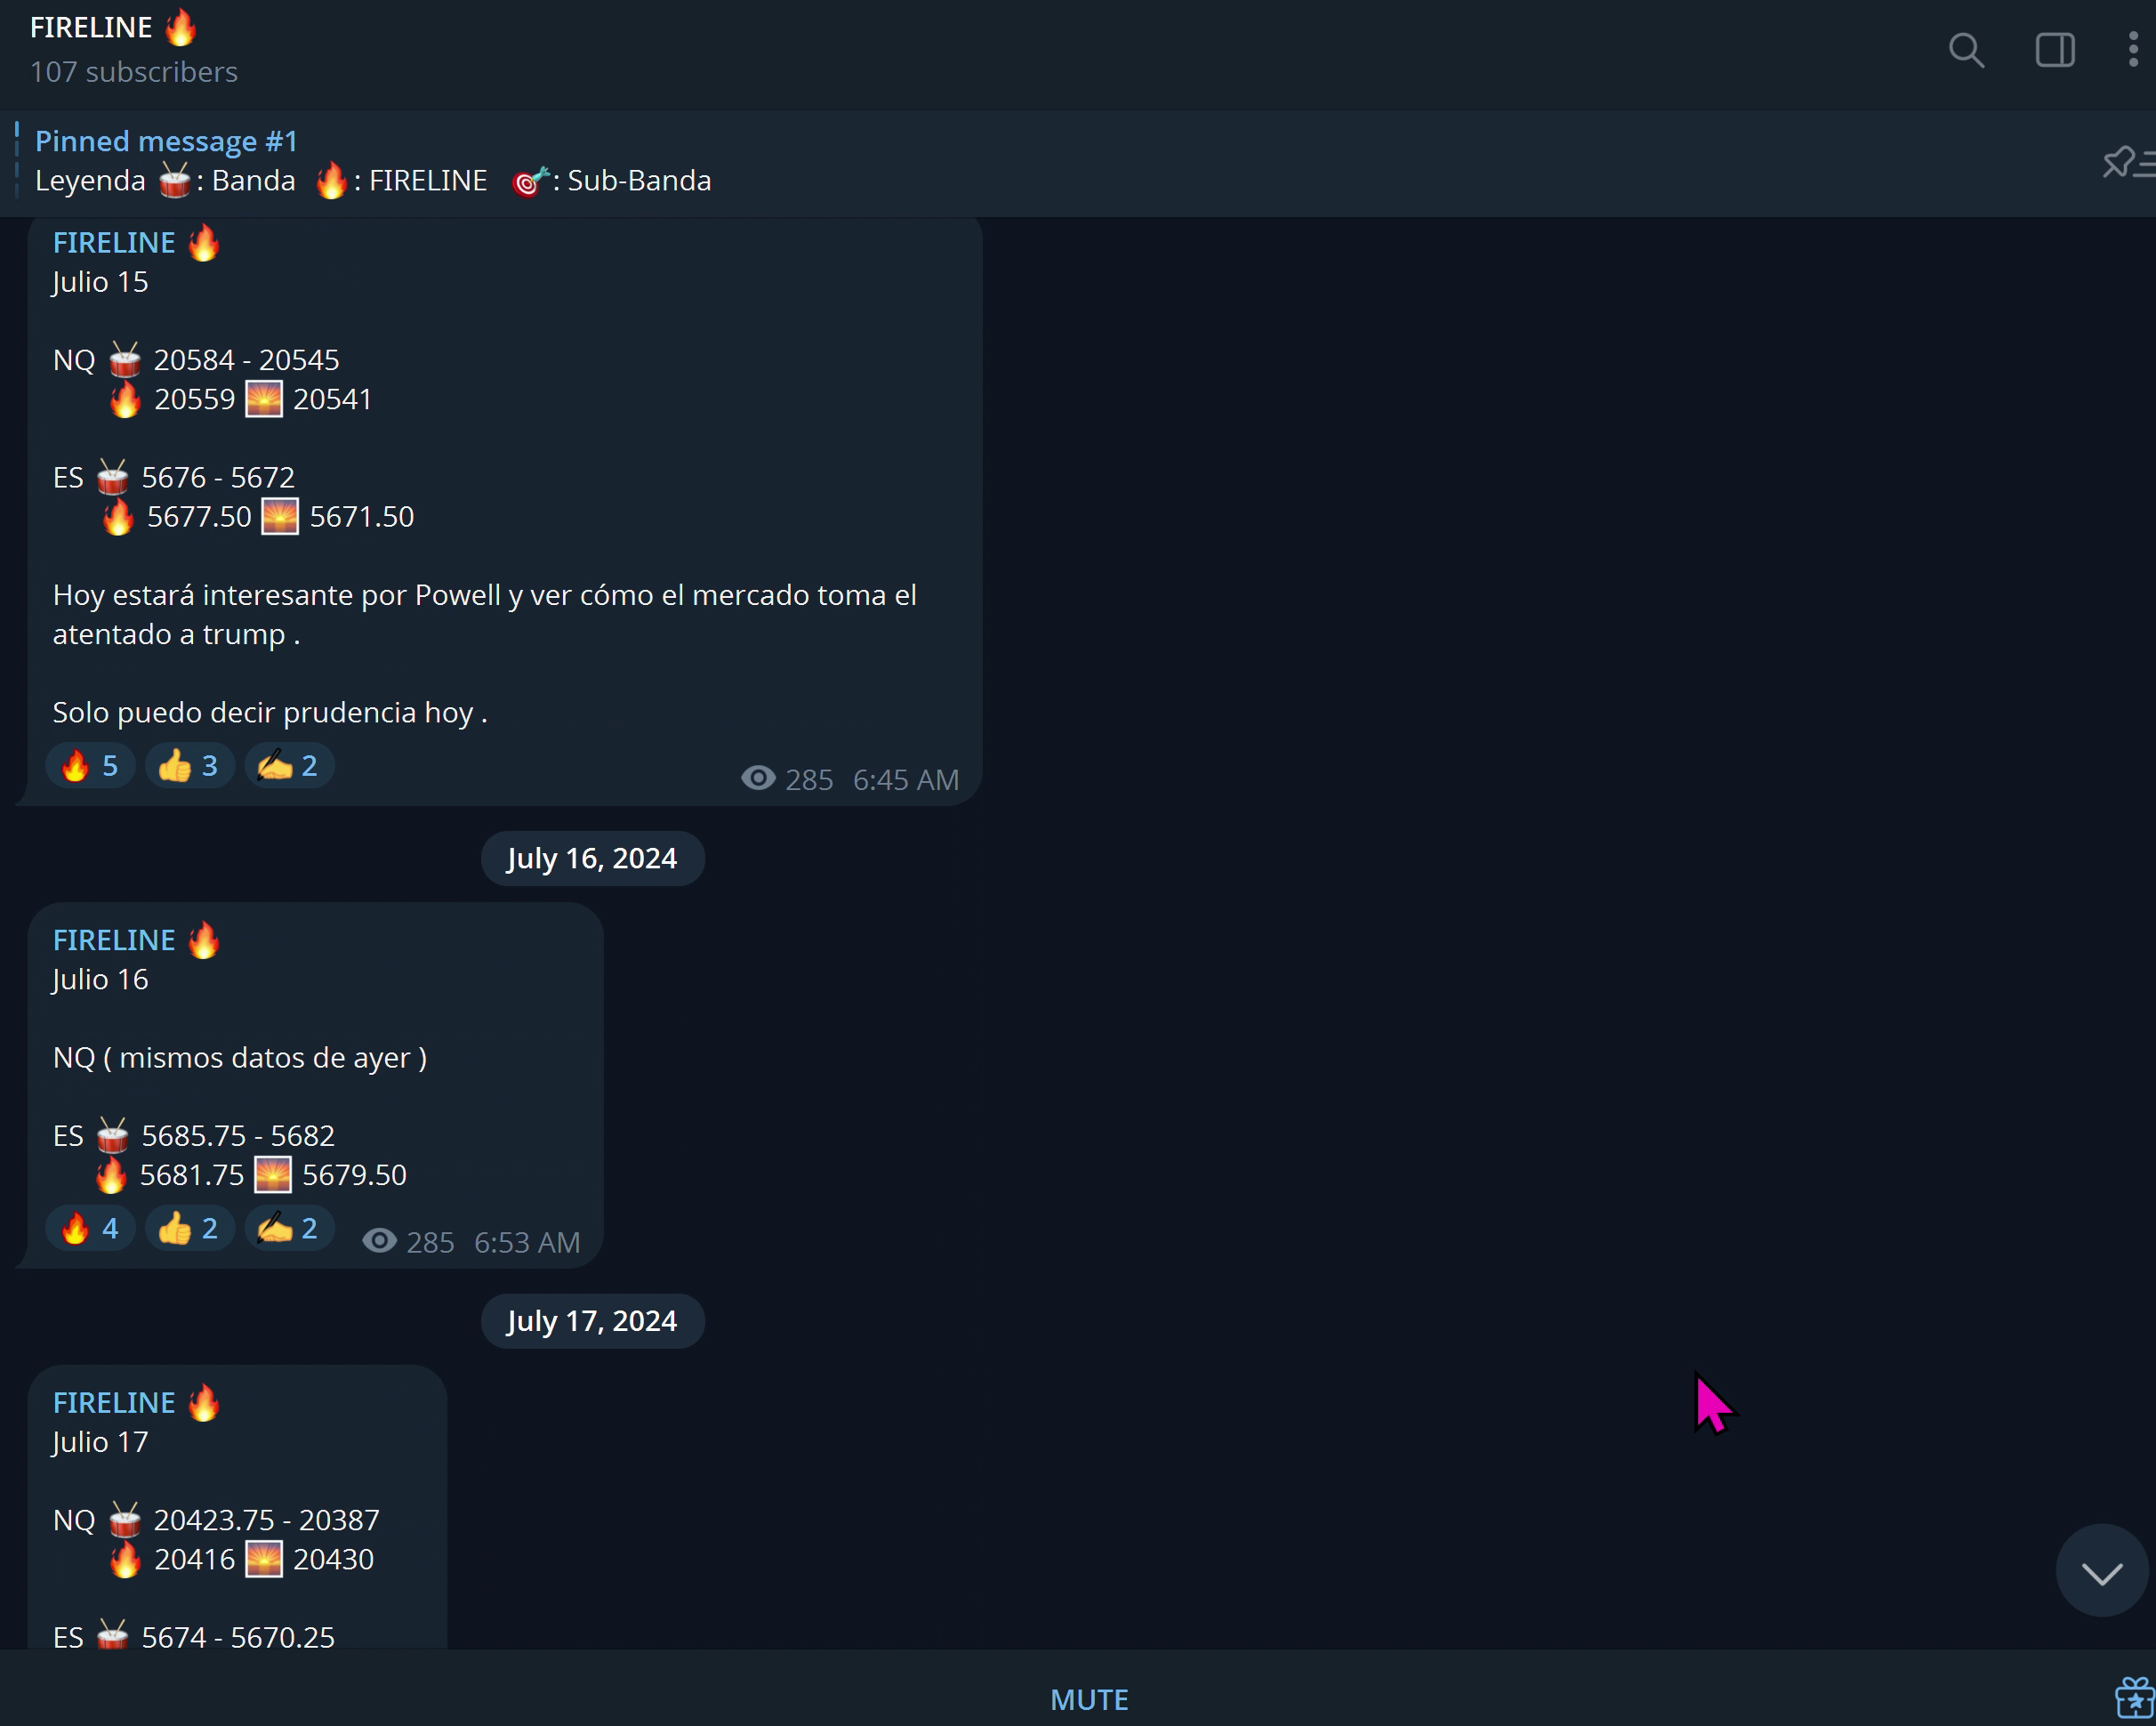 FIRELINE 🔥
107 subscribers
Pinned message #1
Leyenda 🥁: Banda 🔥: FIRELINE 🎯: Sub-Banda
FIRELINE 🔥
Julio 15
NQ 🥁 20584 - 20545
🔥 20559 🌅 20541
ES 🥁 5676 - 5672
🔥 5677.50 🌅 5671.50
Hoy estará interesante por Powell y ver cómo el mercado toma el
atentado a trump .
Solo puedo decir prudencia hoy .
🔥 5 👍 3 ✍️ 2 285 6:45 AM
July 16, 2024
FIRELINE 🔥
Julio 16
NQ ( mismos datos de ayer )
ES 🥁 5685.75 - 5682
🔥 5681.75 🌅 5679.50
🔥 4 👍 2 ✍️ 2 285 6:53 AM
July 17, 2024
FIRELINE 🔥
Julio 17
NQ 🥁 20423.75 - 20387
🔥 20416 🌅 20430
ES 🥁 5674 - 5670.25
MUTE